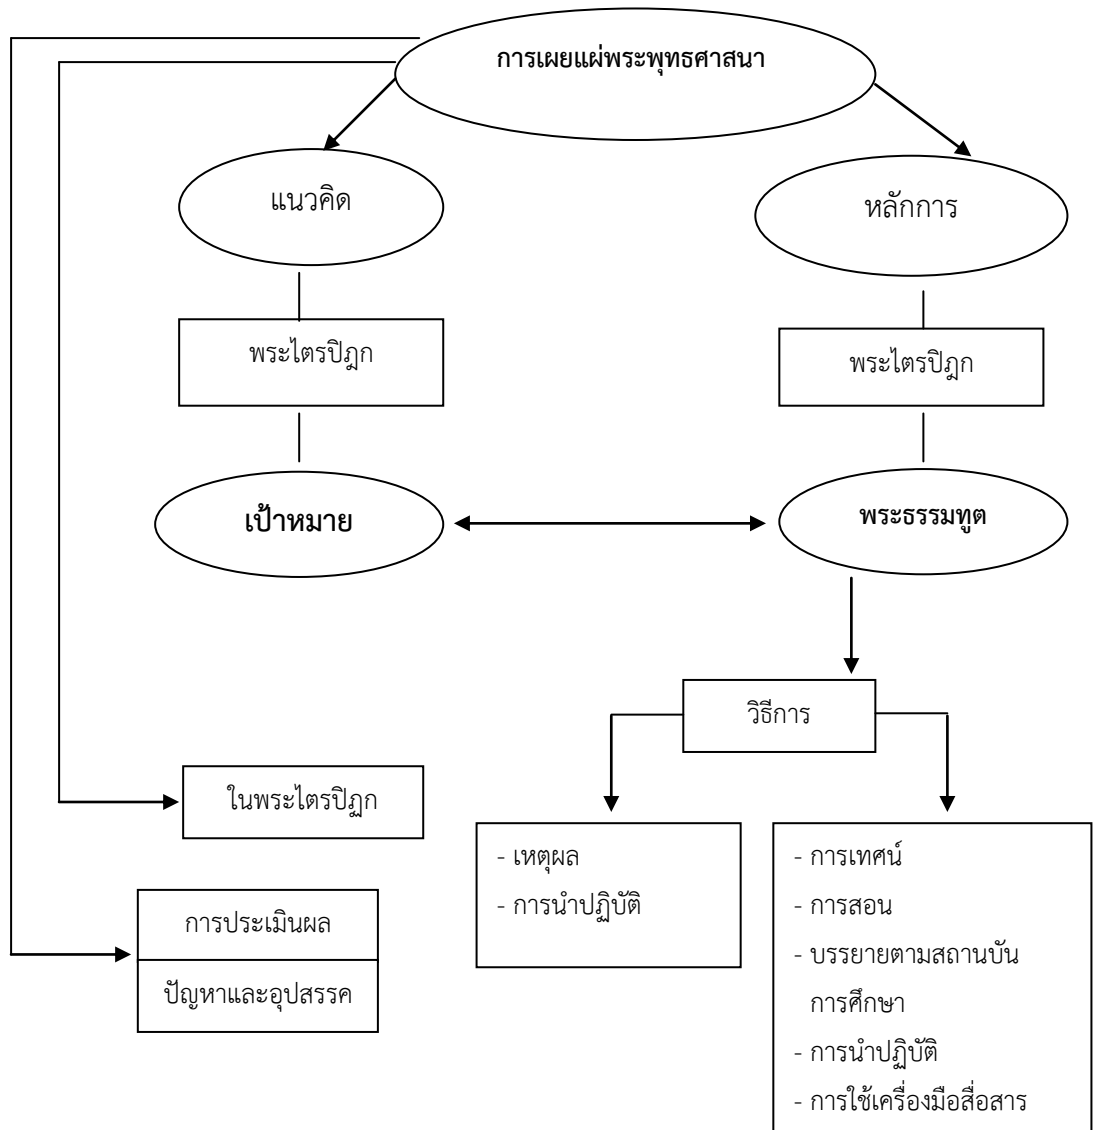 การเผยแผ่พระพุทธศาสนา
แนวคิด
หลักการ
พระไตรปิฎก
พระไตรปิฎก
เป้าหมาย
พระธรรมทูต
วิธีการ
ในพระไตรปิฏก
- เหตุผล
- การนำปฏิบัติ
- การเทศน์
- การสอน
- บรรยายตามสถานบัน
การศึกษา
- การนำปฏิบัติ
- การใช้เครื่องมือสื่อสาร
การประเมินผล
ปัญหาและอุปสรรค